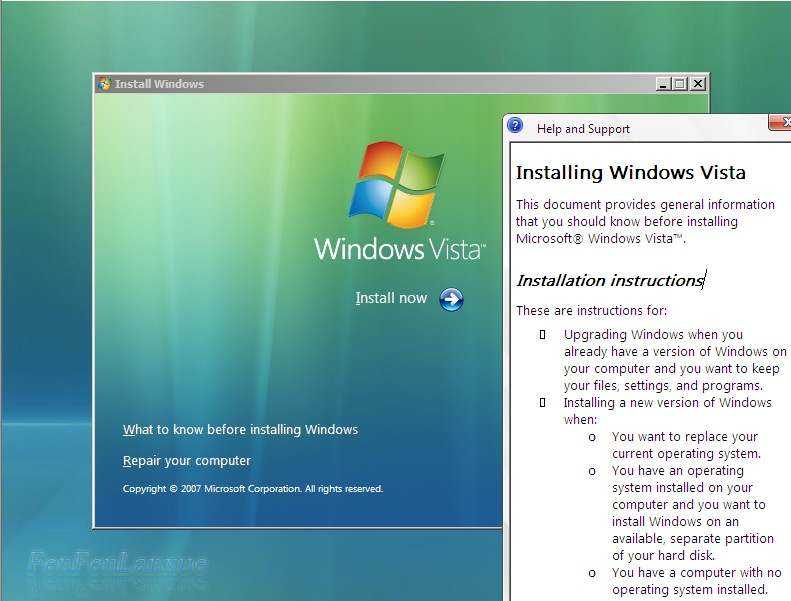 Install Windows
Windows Vista™
Install now
What to know before installing Windows
Repair your computer
Copyright © 2007 Microsoft Corporation. All rights reserved.
Help and Support
Installing Windows Vista
This document provides general information
that you should know before installing
Microsoft® Windows Vista™.
Installation instructions
These are instructions for:
Upgrading Windows when you
already have a version of Windows on
your computer and you want to keep
your files, settings, and programs.
Installing a new version of Windows
when:
o You want to replace your
current operating system.
o You have an operating
system installed on your
computer and you want to
install Windows on an
available, separate partition
of your hard disk.
o You have a computer with no
operating system installed.